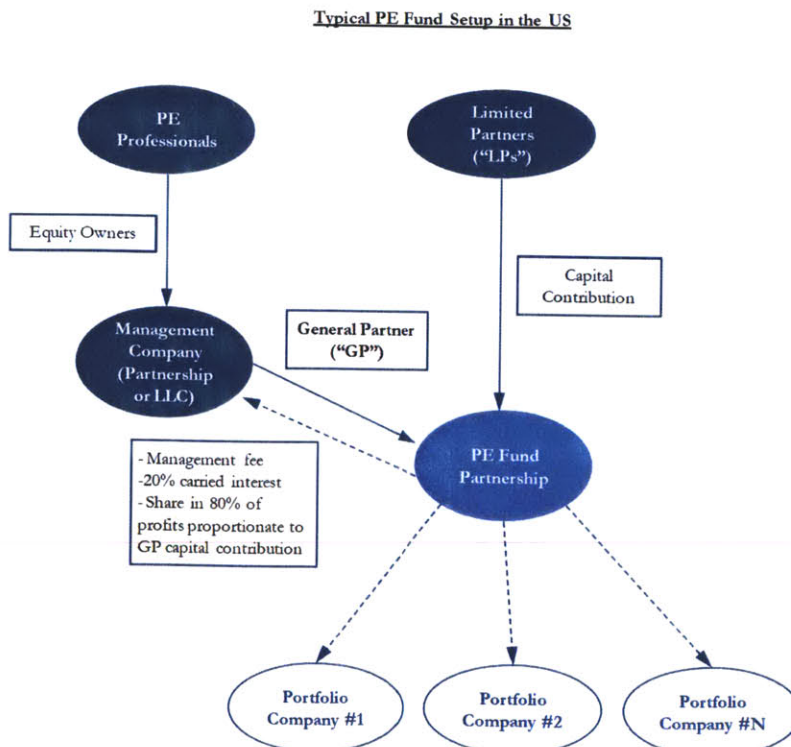 Typical PE Fund Setup in the US
PE
Professionals
Limited
Partners
("LPs")
Equity Owners
Capital
Contribution
Management
Company
(Partnership
or LLC)
General Partner
("GP")
- Management fee
-20% carried interest
-Share in 80% of
profits proportionate to
GP capital contribution
PE Fund
Partnership
Portfolio
Company #1
Portfolio
Company #2
Portfolio
Company #N